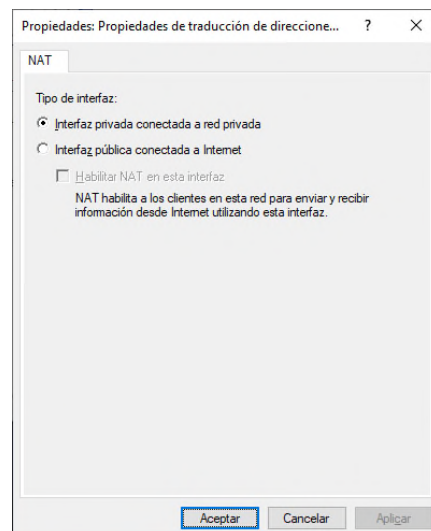 Propiedades: Propiedades de traducción de direccione... ? ×
NAT
Tipo de interfaz:
Interfaz privada conectada a red privada
Interfaz pública conectada a Internet
Habilitar NAT en esta interfaz
NAT habilita a los clientes en esta red para enviar y recibir
información desde Internet utilizando esta interfaz.
Aceptar Cancelar Aplicar